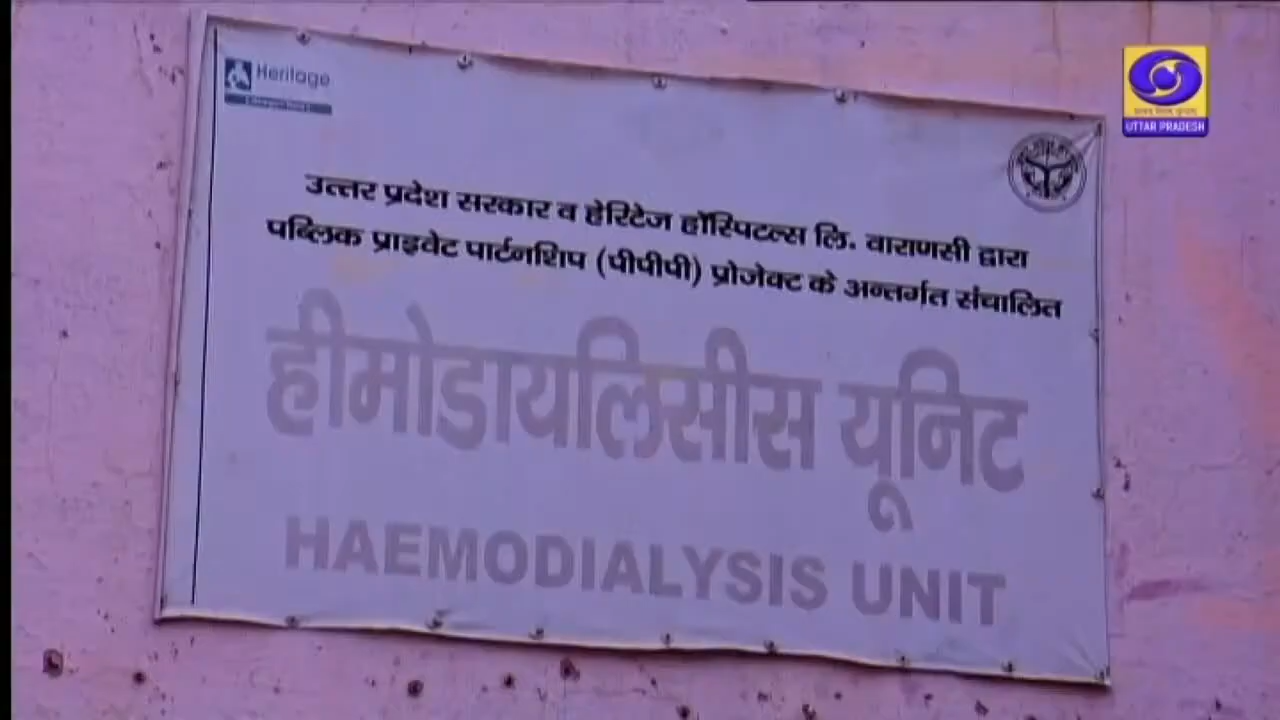 Heritage
उत्तर प्रदेश सरकार व हेरिटेज हॉस्पिटल्स लि. वाराणसी द्वारा
पब्लिक प्राइवेट पार्टनशिप (पीपीपी) प्रोजेक्ट के अन्तर्गत संचालित
हीमोडायलिसीस यूनिट
HAEMODIALYSIS UNIT
UTTAR PRADESH